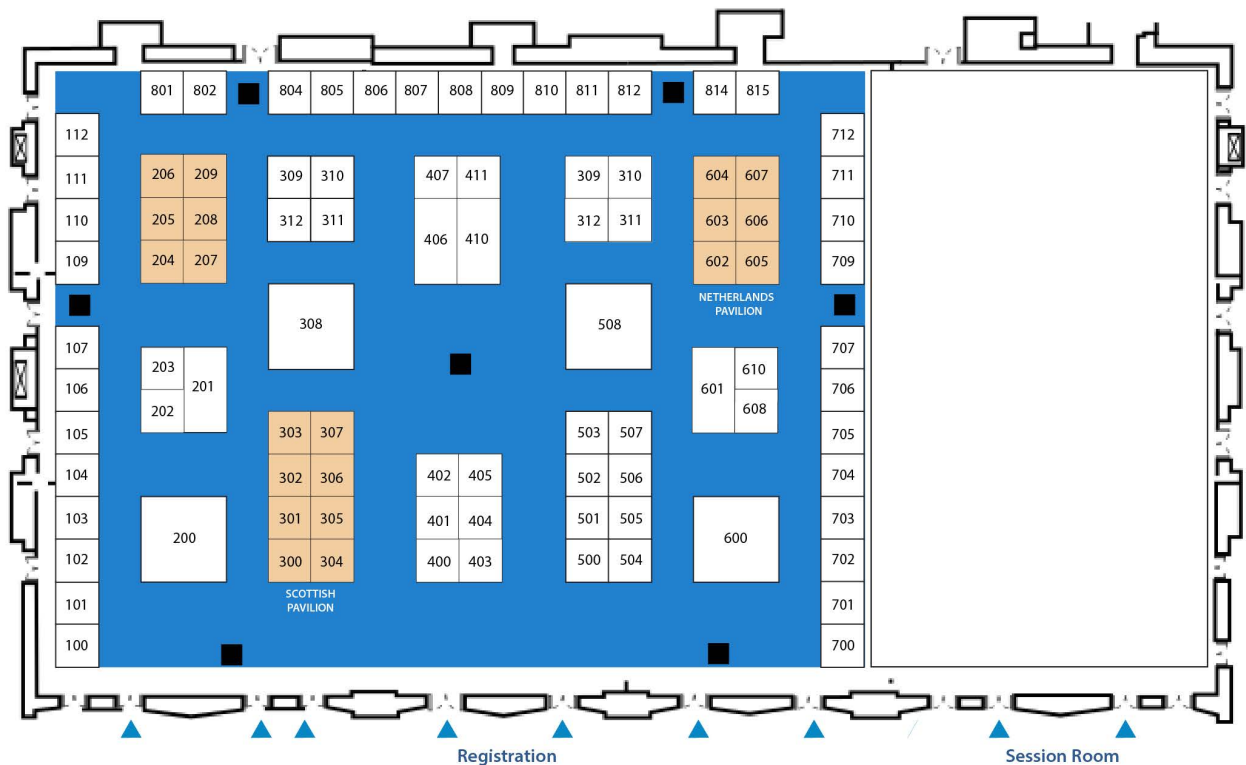 801 802 804 805 806 807 808 809 810 811 812 814 815
112 712
111 206 209 309 310 407 411 309 310 604 607 711
110 205 208 312 311 406 410 312 311 603 606 710
109 204 207 602 605 709
NETHERLANDS
PAVILION
308 508
107 203 201 601 610 707
106 202 608 706
105 303 307 503 507 705
104 302 306 402 405 502 506 704
103 200 301 305 401 404 501 505 600 703
102 300 304 400 403 500 504 702
SCOTTISH
PAVILION
101 701
100 700
Registration Session Room